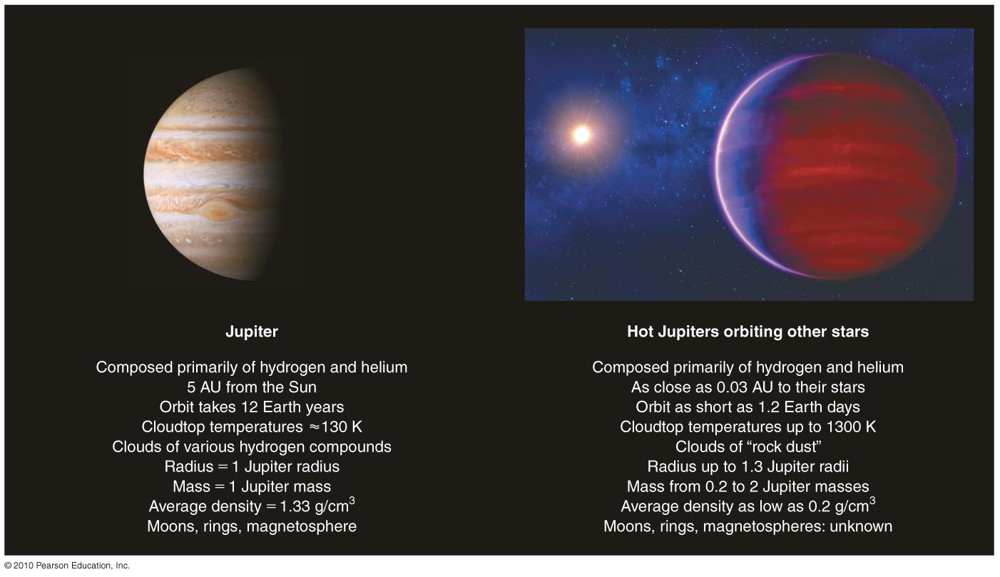 Jupiter
Composed primarily of hydrogen and helium
5 AU from the Sun
Orbit takes 12 Earth years
Cloudtop temperatures ≈130 K
Clouds of various hydrogen compounds
Radius = 1 Jupiter radius
Mass = 1 Jupiter mass
Average density = 1.33 g/cm³
Moons, rings, magnetosphere
Hot Jupiters orbiting other stars
Composed primarily of hydrogen and helium
As close as 0.03 AU to their stars
Orbit as short as 1.2 Earth days
Cloudtop temperatures up to 1300 K
Clouds of “rock dust”
Radius up to 1.3 Jupiter radii
Mass from 0.2 to 2 Jupiter masses
Average density as low as 0.2 g/cm³
Moons, rings, magnetospheres: unknown
© 2010 Pearson Education, Inc.